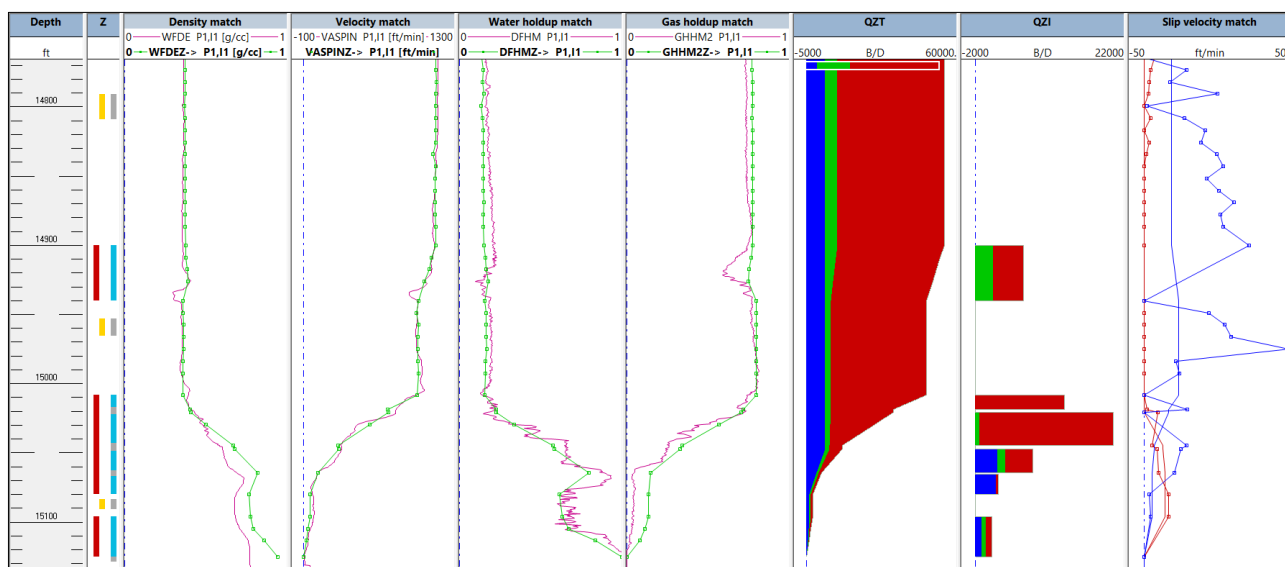 Depth Z Density match Velocity match Water holdup match Gas holdup match QZT QZI Slip velocity match
0 WFDE P1,I1 [g/cc] 1 -100 VASPIN P1,I1 [ft/min] 1300 0 DFHM P1,I1 1 0 GHHM2 P1,I1 1
ft 0 WFDEZ-> P1,I1 [g/cc] 1 VASPINZ-> P1,I1 [ft/min] 0 DFHMZ-> P1,I1 1 0 GHHM2Z-> P1,I1 1 -5000 B/D 60000. -2000 B/D 22000 -50 ft/min 50
14800
14900
15000
15100